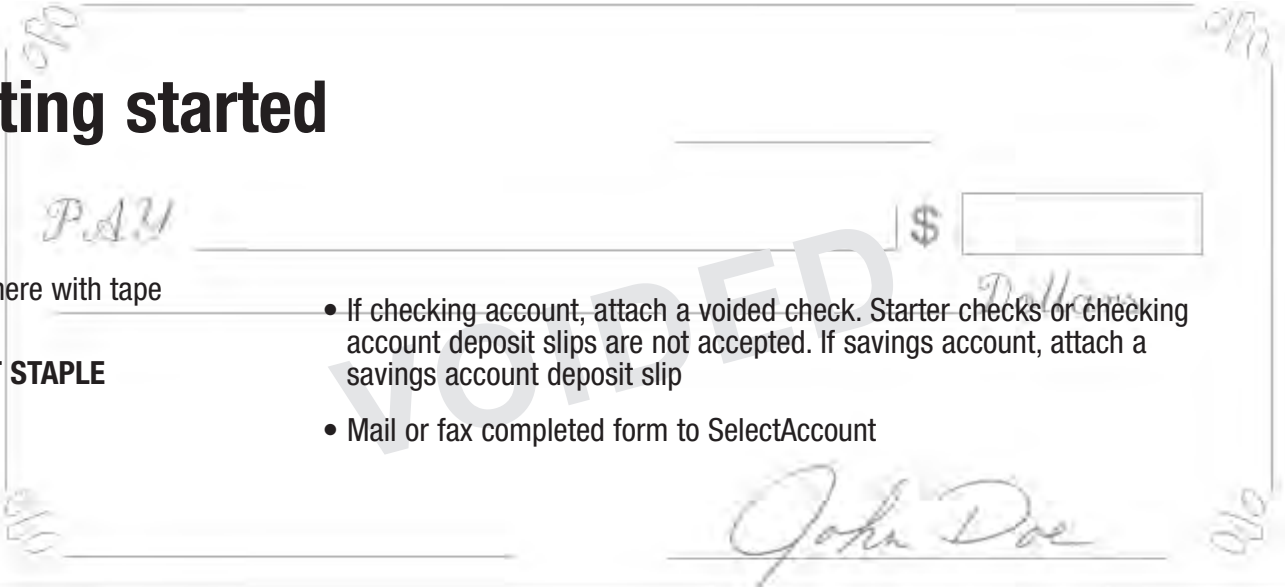 ting started
PAY
$
here with tape
Dollars
• If checking account, attach a voided check. Starter checks or checking
account deposit slips are not accepted. If savings account, attach a
savings account deposit slip
STAPLE
VOIDED
• Mail or fax completed form to SelectAccount
John Doe